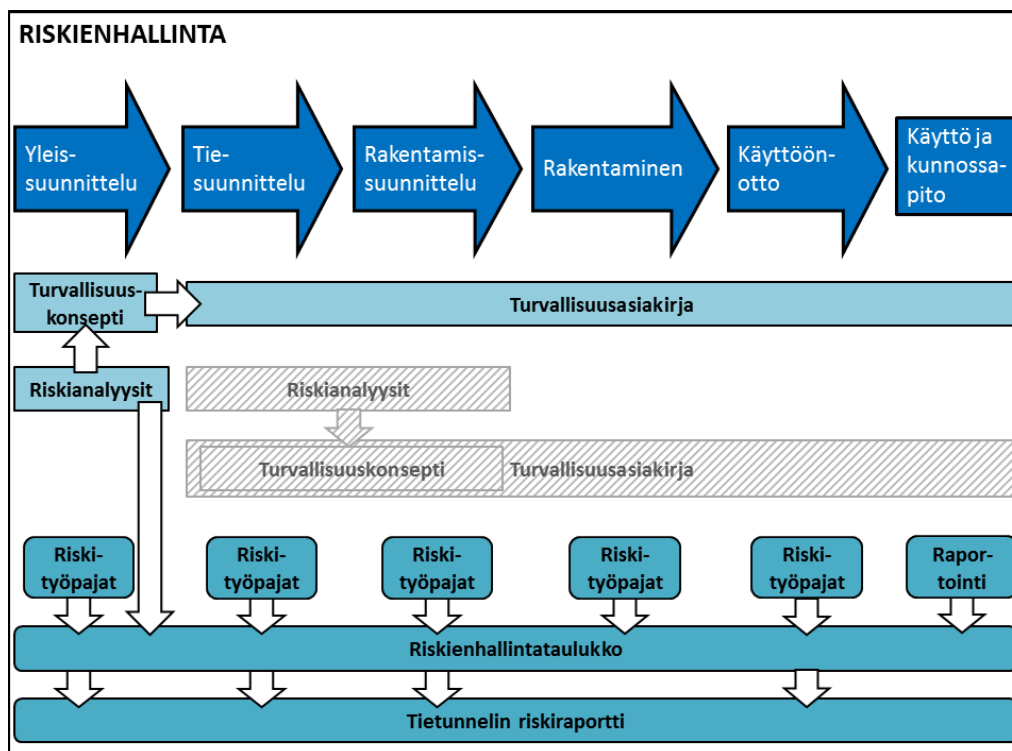 RISKIENHALLINTA
Yleis-
suunnittelu
Tie-
suunnittelu
Rakentamis-
suunnittelu
Rakentaminen
Käyttöön-
otto
Käyttö ja
kunnossa-
pito
Turvallisuus-
konsepti
Turvallisuusasiakirja
Riskianalyysit
Riskianalyysit
Turvallisuuskonsepti
Turvallisuusasiakirja
Riski-
työpajat
Riski-
työpajat
Riski-
työpajat
Riski-
työpajat
Riski-
työpajat
Rapor-
tointi
Riskienhallintataulukko
Tietunnelin riskiraportti